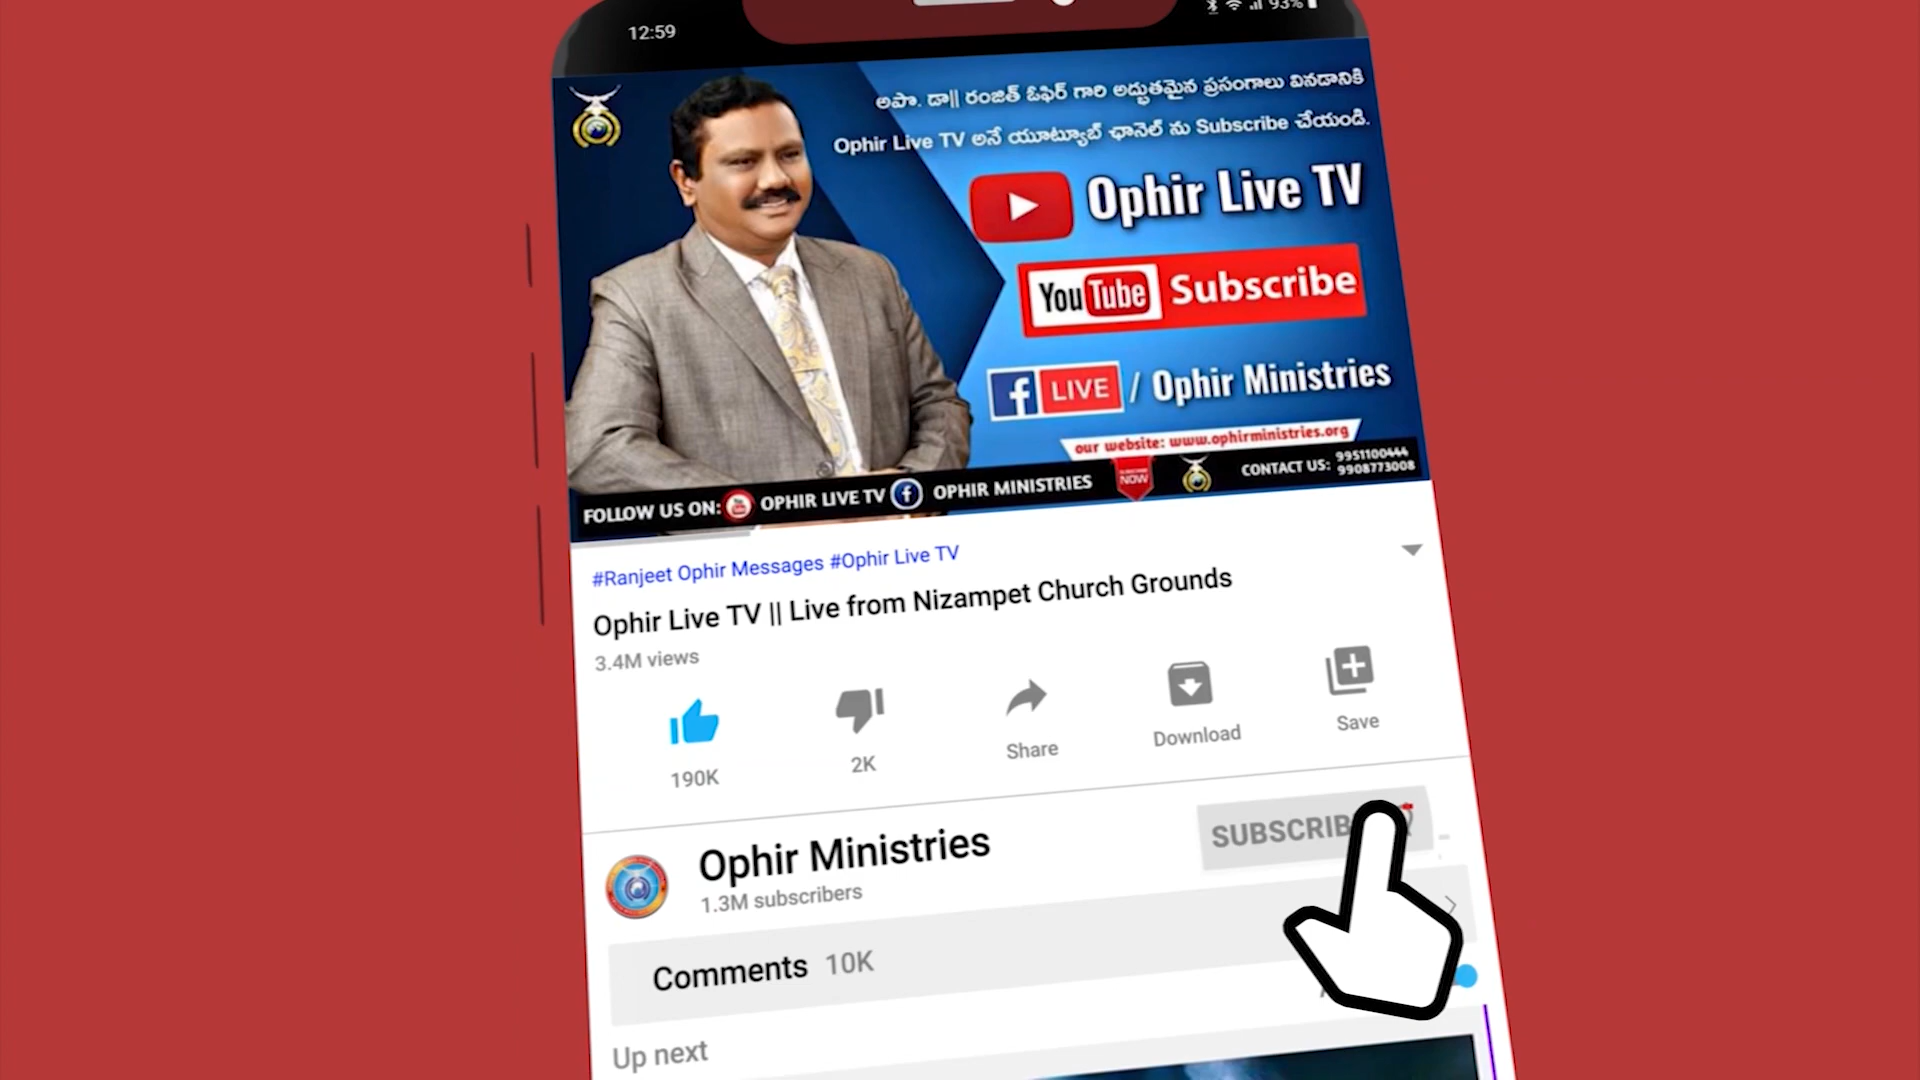 12:59
93%
అపొ. డా|| రంజిత్ ఓఫిర్ గారి అద్భుతమైన ప్రసంగాలు వినడానికి
Ophir Live TV అనే యూట్యూబ్ ఛానెల్ ను Subscribe చేయండి.
Ophir Live TV
YouTube Subscribe
f LIVE / Ophir Ministries
our website: www.ophirministries.org
FOLLOW US ON: OPHIR LIVE TV f OPHIR MINISTRIES
NOW
CONTACT US: 9951100444
9908773008
#Ranjeet Ophir Messages #Ophir Live TV
Ophir Live TV || Live from Nizampet Church Grounds
3.4M views
190K
2K
Share
Download
Save
Ophir Ministries
SUBSCRIB
1.3M subscribers
Comments 10K
Up next